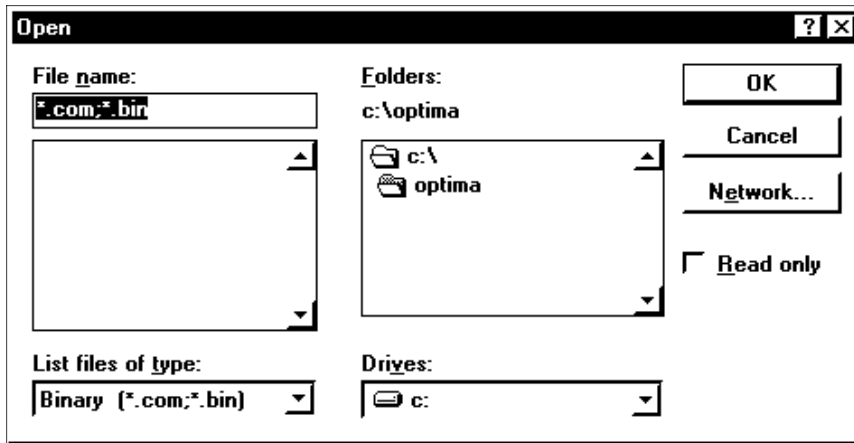 Open
File name:
*.com;*.bin
Folders:
c:\optima
c:\
optima
OK
Cancel
Network...
Read only
List files of type:
Binary (*.com;*.bin)
Drives:
c: